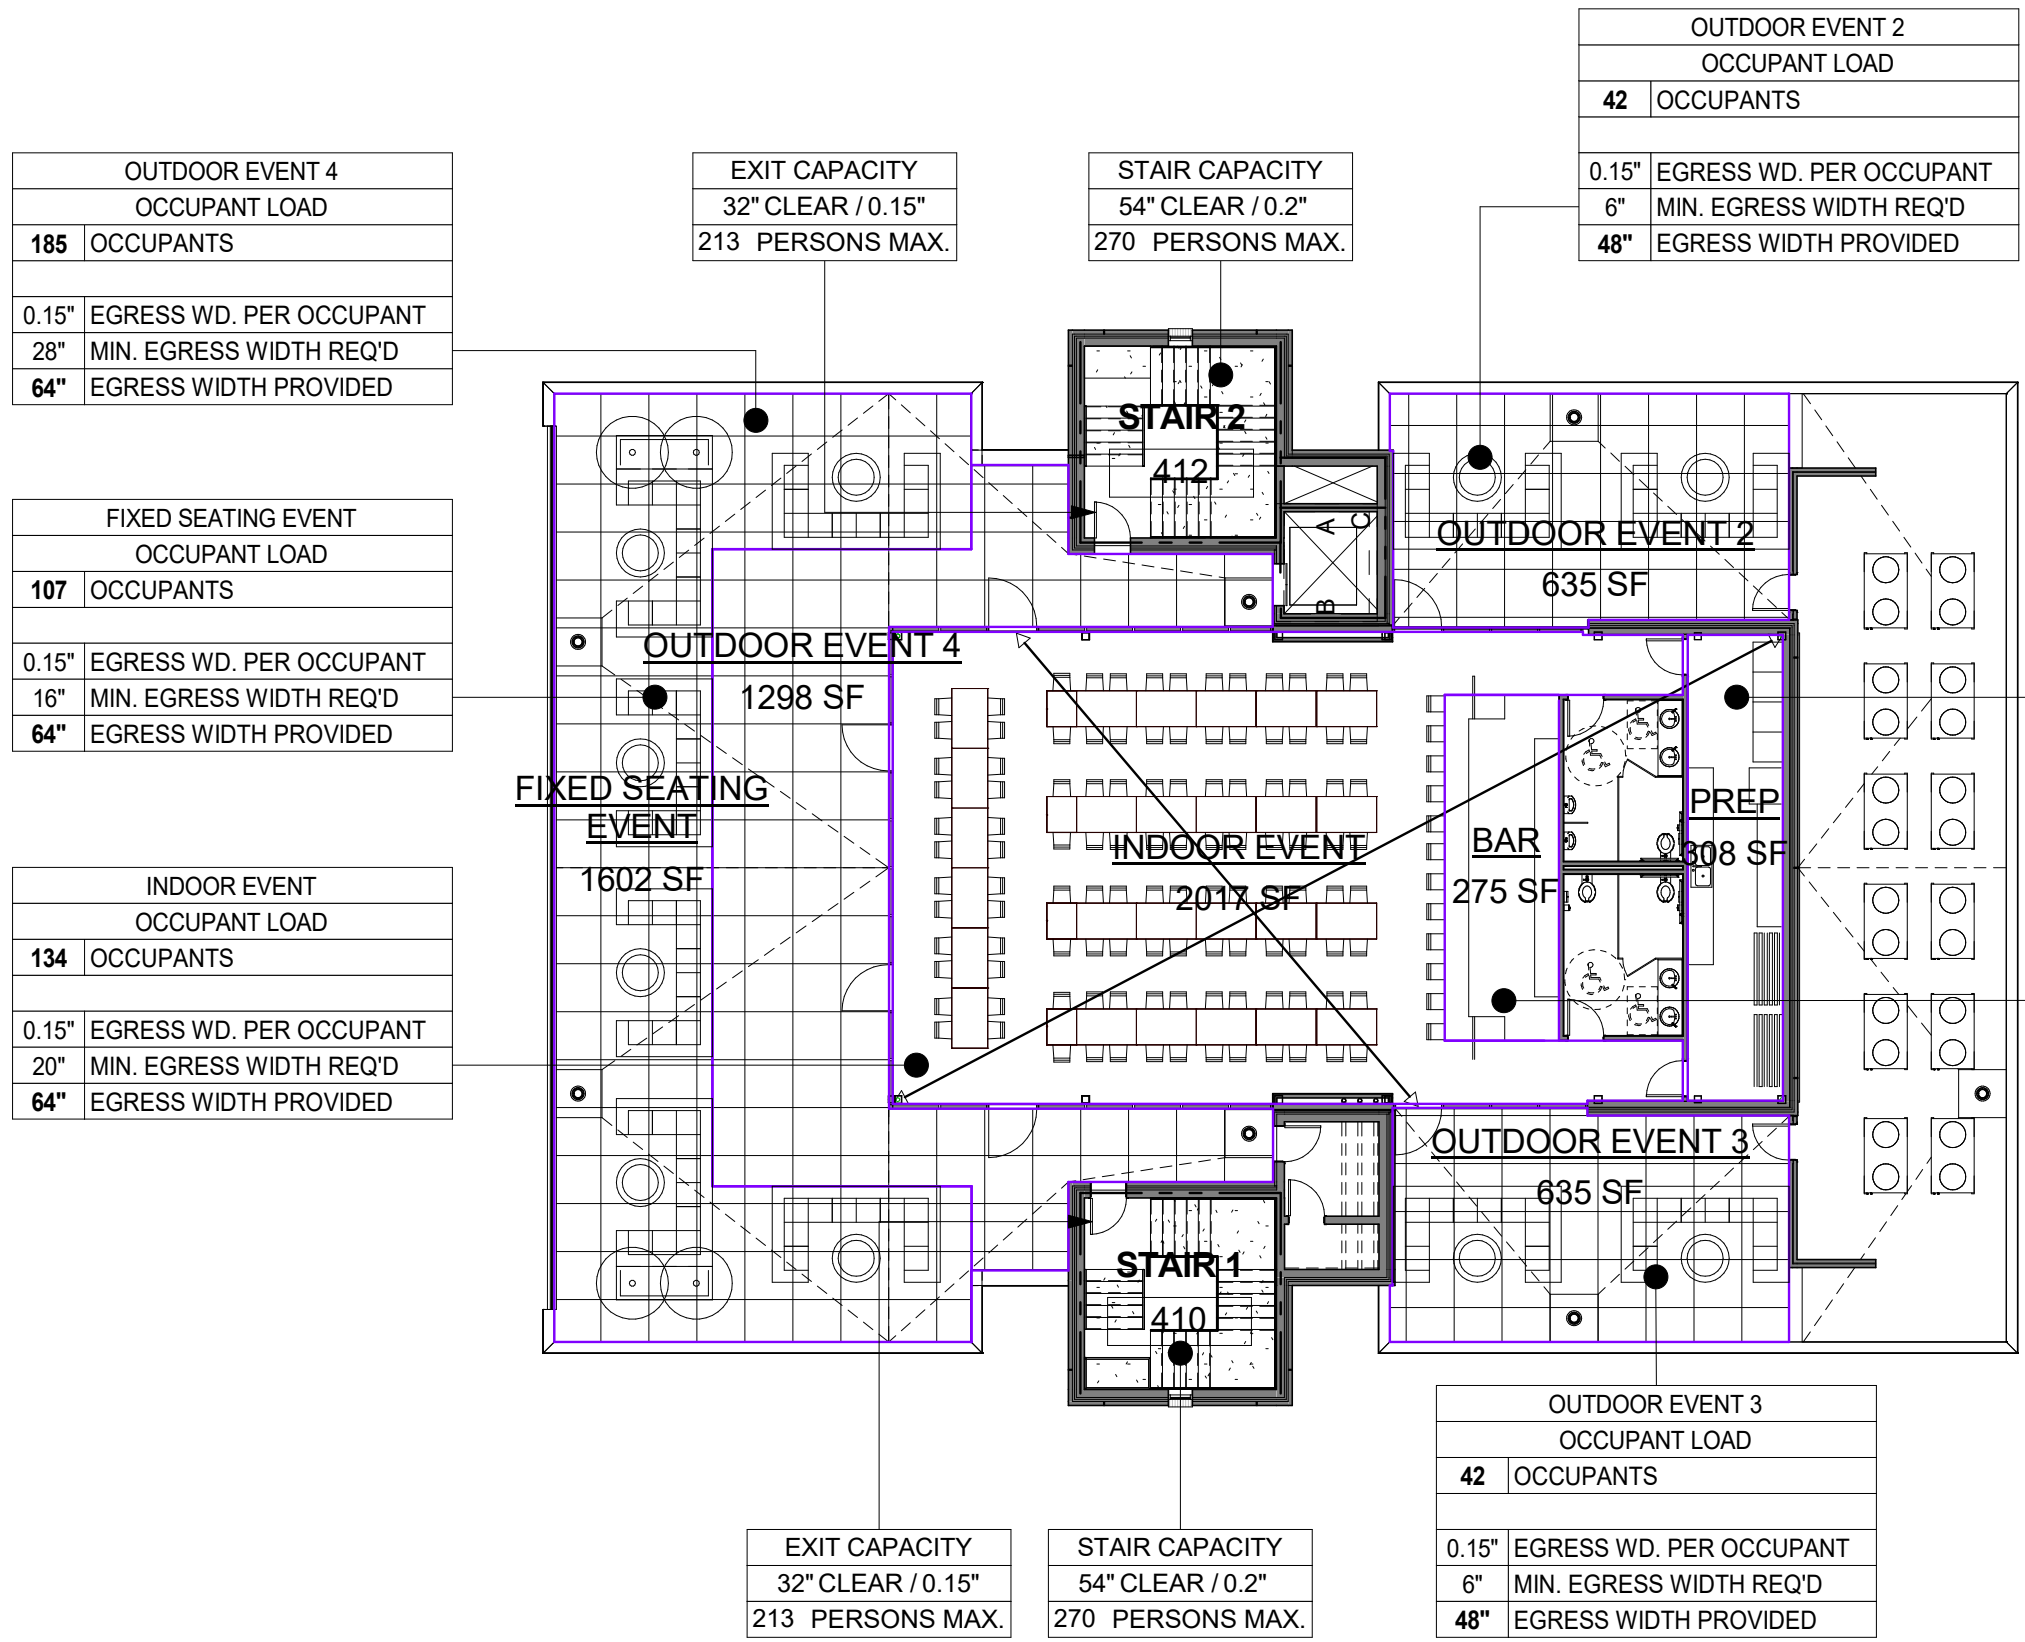 OUTDOOR EVENT 2
OCCUPANT LOAD
42 OCCUPANTS
0.15" EGRESS WD. PER OCCUPANT
6" MIN. EGRESS WIDTH REQ'D
48" EGRESS WIDTH PROVIDED
OUTDOOR EVENT 4
OCCUPANT LOAD
185 OCCUPANTS
0.15" EGRESS WD. PER OCCUPANT
28" MIN. EGRESS WIDTH REQ'D
64" EGRESS WIDTH PROVIDED
EXIT CAPACITY
32" CLEAR / 0.15"
213 PERSONS MAX.
STAIR CAPACITY
54" CLEAR / 0.2"
270 PERSONS MAX.
FIXED SEATING EVENT
OCCUPANT LOAD
107 OCCUPANTS
0.15" EGRESS WD. PER OCCUPANT
16" MIN. EGRESS WIDTH REQ'D
64" EGRESS WIDTH PROVIDED
INDOOR EVENT
OCCUPANT LOAD
134 OCCUPANTS
0.15" EGRESS WD. PER OCCUPANT
20" MIN. EGRESS WIDTH REQ'D
64" EGRESS WIDTH PROVIDED
STAIR 2
412
A
C
B
OUTDOOR EVENT 2
635 SF
OUTDOOR EVENT 4
1298 SF
FIXED SEATING
EVENT
1602 SF
INDOOR EVENT
2017 SF
BAR
275 SF
PREP
308 SF
OUTDOOR EVENT 3
635 SF
STAIR 1
410
EXIT CAPACITY
32" CLEAR / 0.15"
213 PERSONS MAX.
STAIR CAPACITY
54" CLEAR / 0.2"
270 PERSONS MAX.
OUTDOOR EVENT 3
OCCUPANT LOAD
42 OCCUPANTS
0.15" EGRESS WD. PER OCCUPANT
6" MIN. EGRESS WIDTH REQ'D
48" EGRESS WIDTH PROVIDED